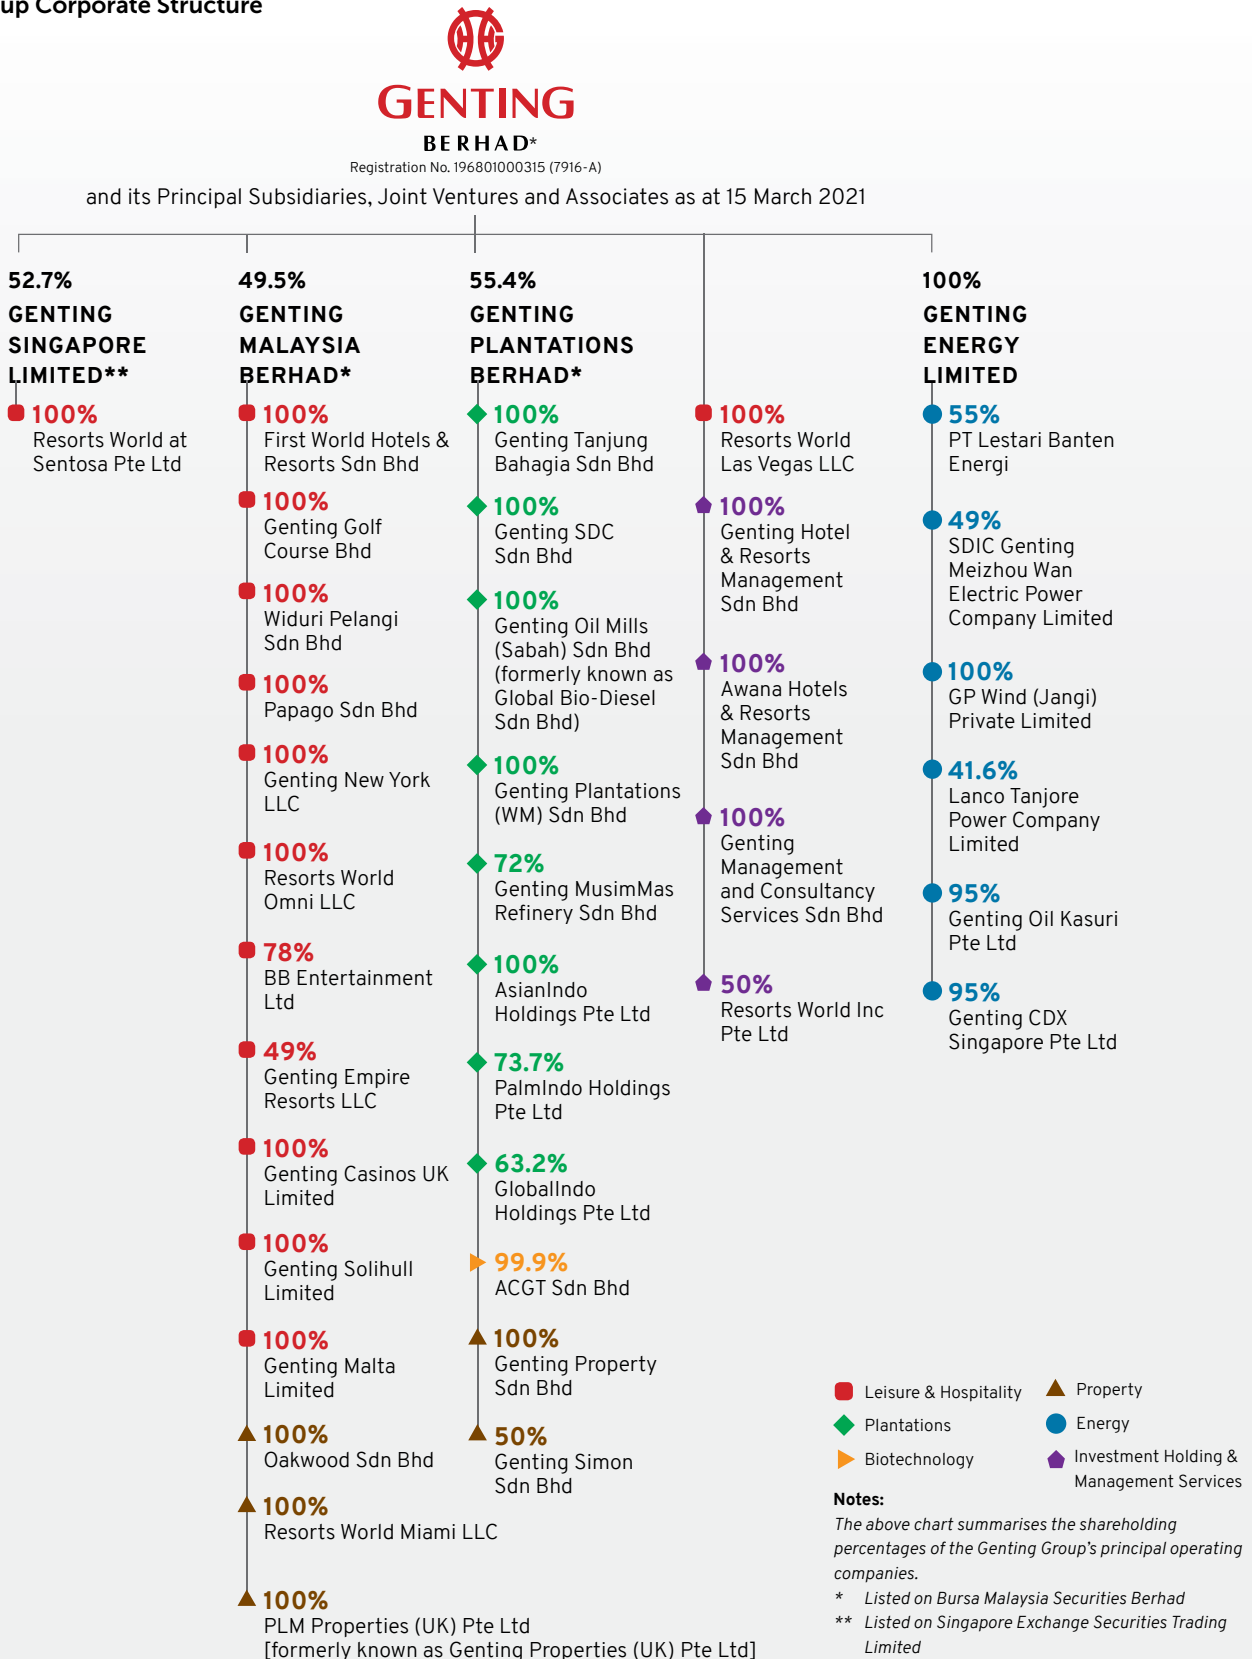 up Corporate Structure
GENTING
BERHAD*
Registration No. 196801000315 (7916-A)
and its Principal Subsidiaries, Joint Ventures and Associates as at 15 March 2021
52.7%
GENTING
SINGAPORE
LIMITED**
100%
Resorts World at
Sentosa Pte Ltd
49.5%
GENTING
MALAYSIA
BERHAD*
100%
First World Hotels &
Resorts Sdn Bhd
100%
Genting Golf
Course Bhd
100%
Widuri Pelangi
Sdn Bhd
100%
Papago Sdn Bhd
100%
Genting New York
LLC
100%
Resorts World
Omni LLC
78%
BB Entertainment
Ltd
49%
Genting Empire
Resorts LLC
100%
Genting Casinos UK
Limited
100%
Genting Solihull
Limited
100%
Genting Malta
Limited
100%
Oakwood Sdn Bhd
100%
Resorts World Miami LLC
100%
PLM Properties (UK) Pte Ltd
[formerly known as Genting Properties (UK) Pte Ltd]
55.4%
GENTING
PLANTATIONS
BERHAD*
100%
Genting Tanjung
Bahagia Sdn Bhd
100%
Genting SDC
Sdn Bhd
100%
Genting Oil Mills
(Sabah) Sdn Bhd
(formerly known as
Global Bio-Diesel
Sdn Bhd)
100%
Genting Plantations
(WM) Sdn Bhd
72%
Genting MusimMas
Refinery Sdn Bhd
100%
AsianIndo
Holdings Pte Ltd
73.7%
PalmIndo Holdings
Pte Ltd
63.2%
GlobalIndo
Holdings Pte Ltd
99.9%
ACGT Sdn Bhd
100%
Genting Property
Sdn Bhd
50%
Genting Simon
Sdn Bhd
100%
Resorts World
Las Vegas LLC
100%
Genting Hotel
& Resorts
Management
Sdn Bhd
100%
Awana Hotels
& Resorts
Management
Sdn Bhd
100%
Genting
Management
and Consultancy
Services Sdn Bhd
50%
Resorts World Inc
Pte Ltd
100%
GENTING
ENERGY
LIMITED
55%
PT Lestari Banten
Energi
49%
SDIC Genting
Meizhou Wan
Electric Power
Company Limited
100%
GP Wind (Jangi)
Private Limited
41.6%
Lanco Tanjore
Power Company
Limited
95%
Genting Oil Kasuri
Pte Ltd
95%
Genting CDX
Singapore Pte Ltd
Leisure & Hospitality
Plantations
Biotechnology
Property
Energy
Investment Holding &
Management Services
Notes:
The above chart summarises the shareholding
percentages of the Genting Group's principal operating
companies.
* Listed on Bursa Malaysia Securities Berhad
** Listed on Singapore Exchange Securities Trading
Limited